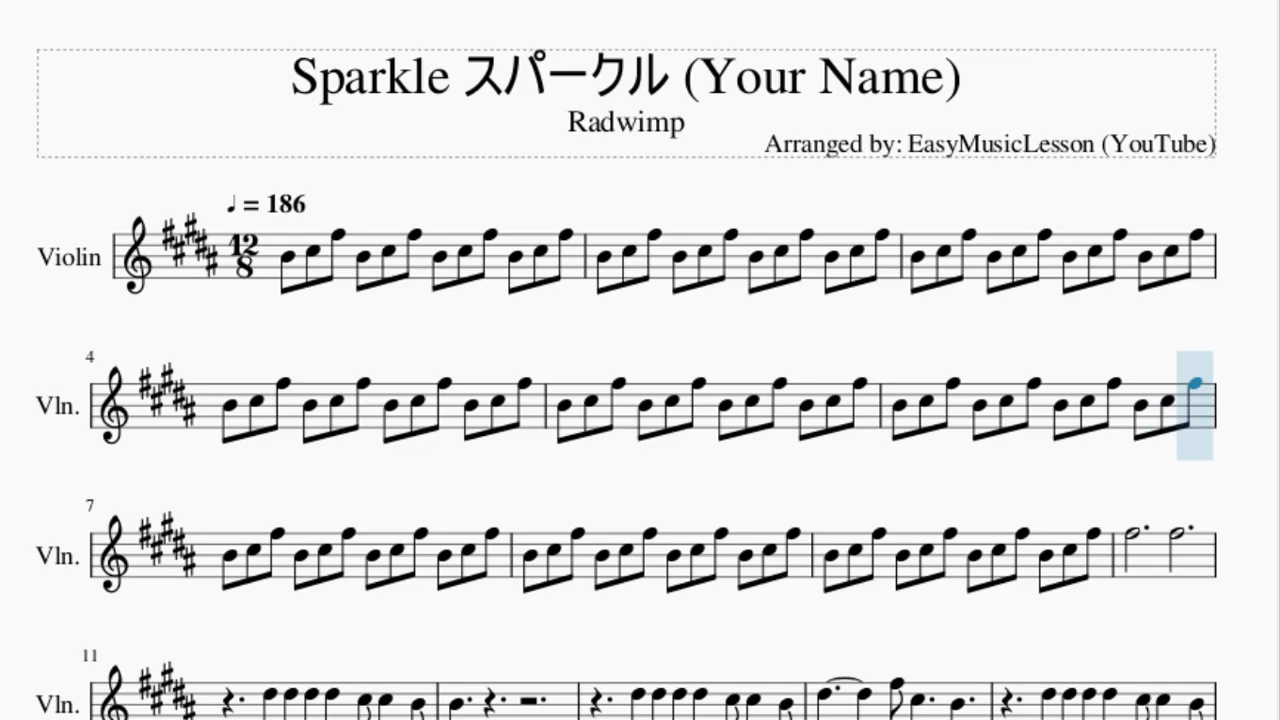 Sparkle スパークル (Your Name)
Radwimp
Arranged by: EasyMusicLesson (YouTube)
♩ = 186
Violin
12
8
4
Vln.
7
Vln.
11
Vln.